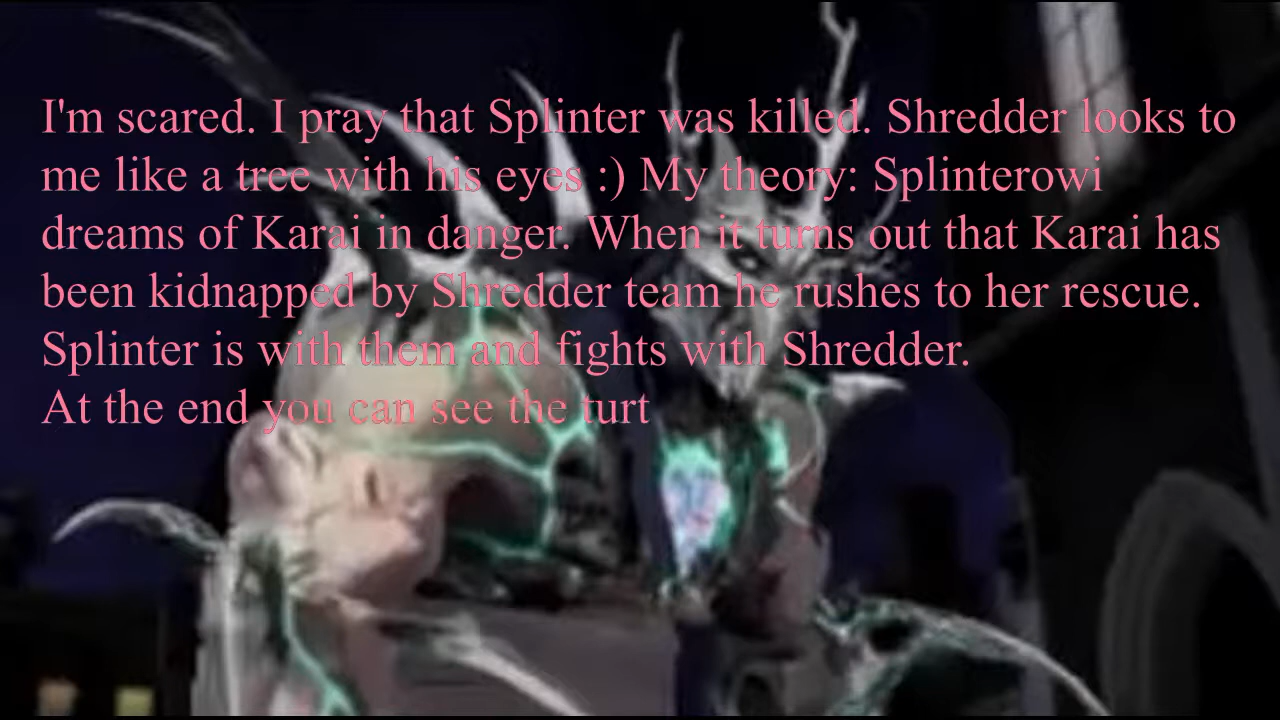 I'm scared. I pray that Splinter was killed. Shredder looks to
me like a tree with his eyes :) My theory: Splinterowi
dreams of Karai in danger. When it turns out that Karai has
been kidnapped by Shredder team he rushes to her rescue.
Splinter is with them and fights with Shredder.
At the end you can see the turt